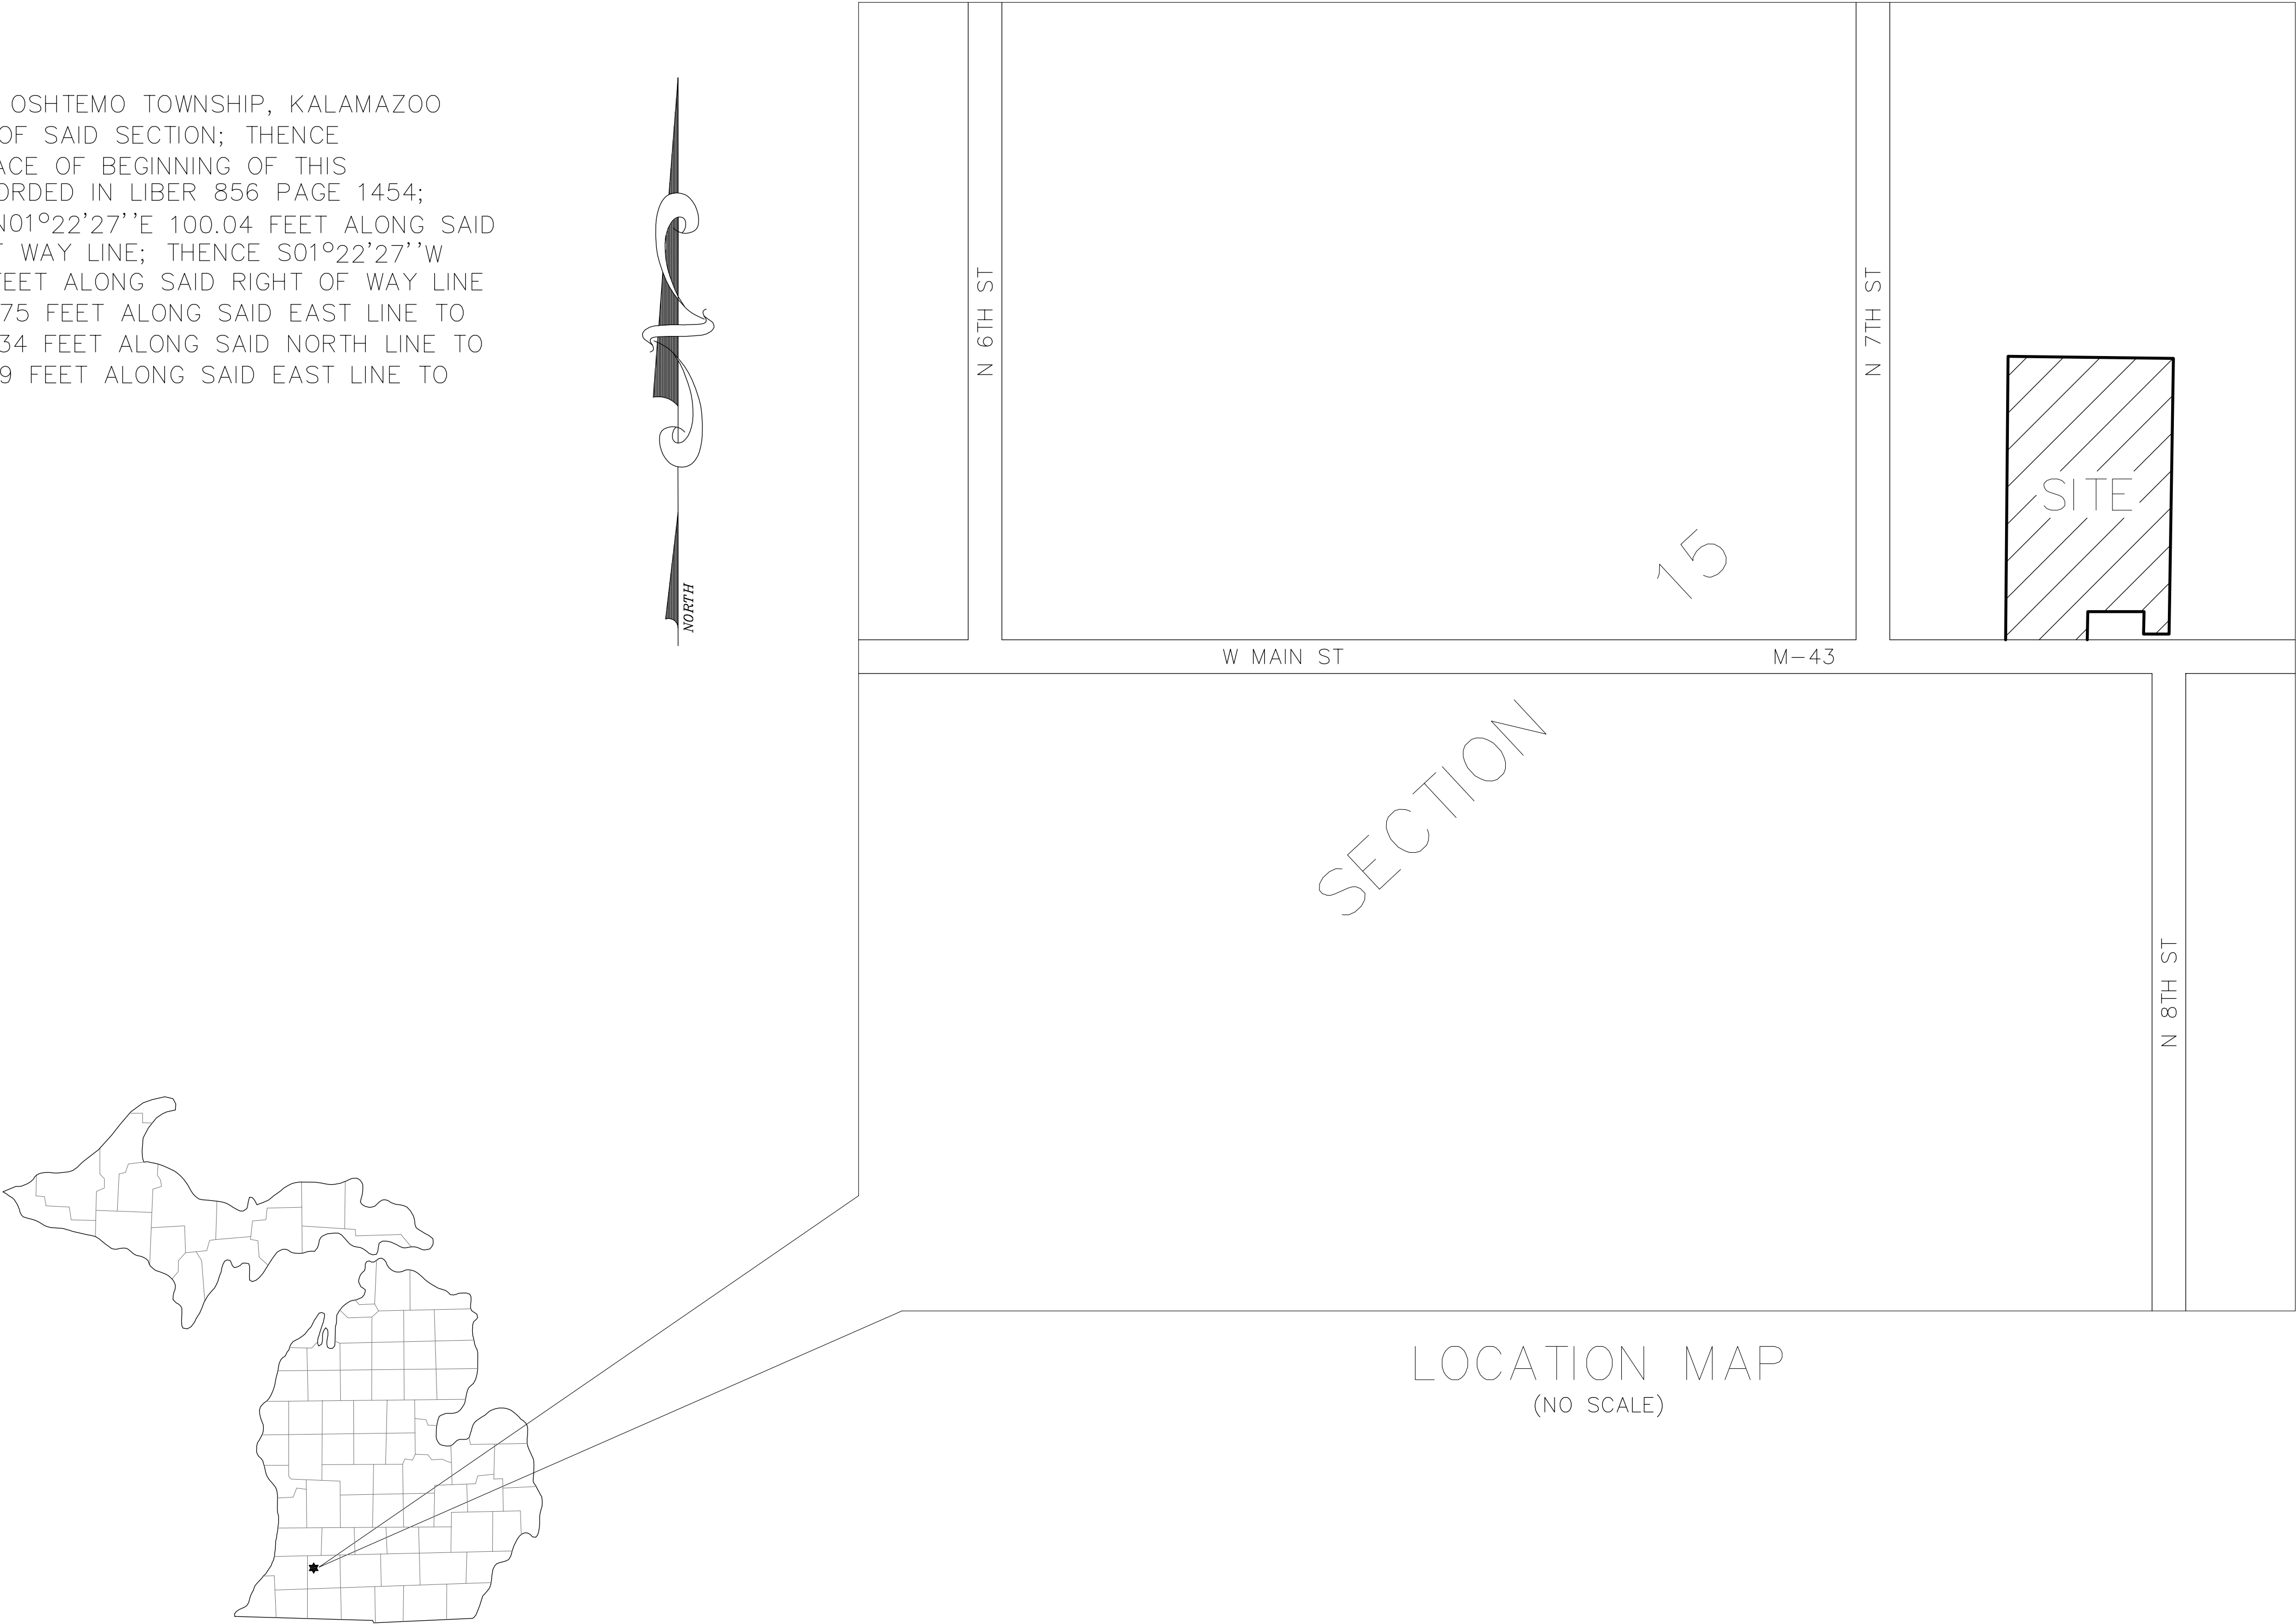 OSHTEMO TOWNSHIP, KALAMAZOO
OF SAID SECTION; THENCE
ACE OF BEGINNING OF THIS
ORDED IN LIBER 856 PAGE 1454;
N01°22'27''E 100.04 FEET ALONG SAID
WAY LINE; THENCE S01°22'27''W
FEET ALONG SAID RIGHT OF WAY LINE
75 FEET ALONG SAID EAST LINE TO
34 FEET ALONG SAID NORTH LINE TO
9 FEET ALONG SAID EAST LINE TO
NORTH
N 6TH ST
N 7TH ST
SITE
15
W MAIN ST
M-43
SECTION
N 8TH ST
LOCATION MAP
(NO SCALE)